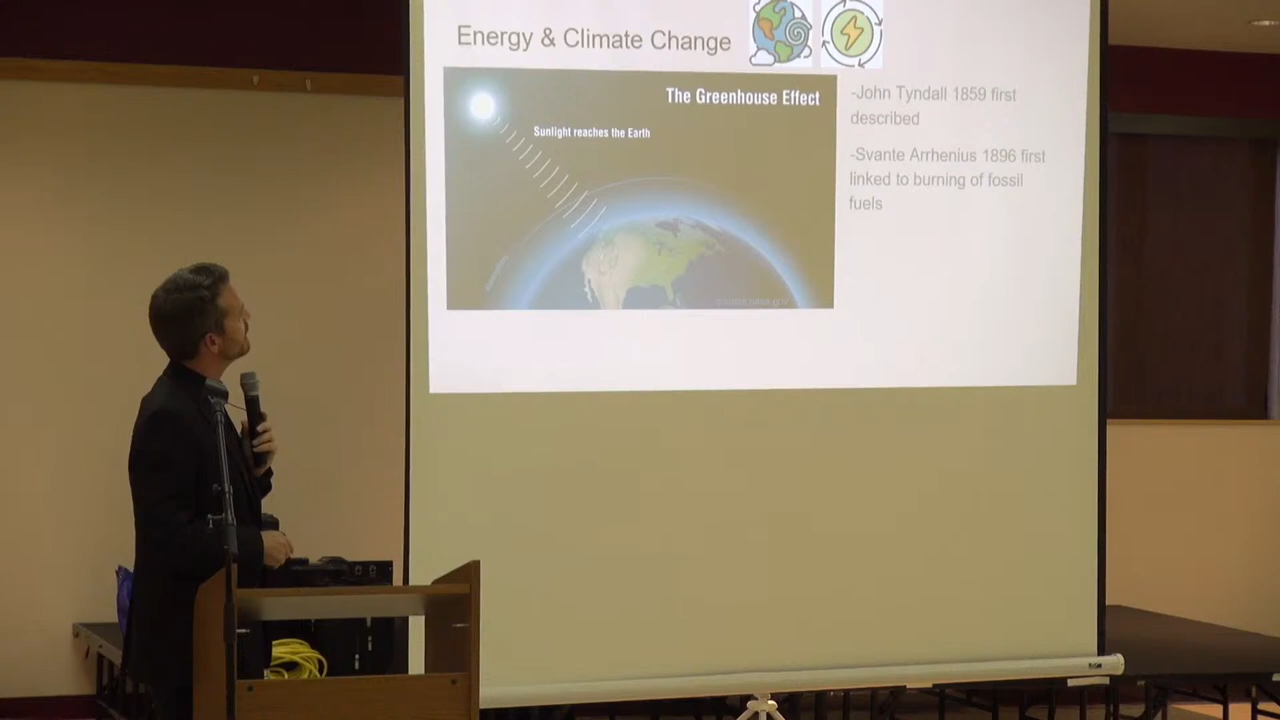 Energy & Climate Change
The Greenhouse Effect
Sunlight reaches the Earth
-John Tyndall 1859 first
described
-Svante Arrhenius 1896 first
linked to burning of fossil
fuels